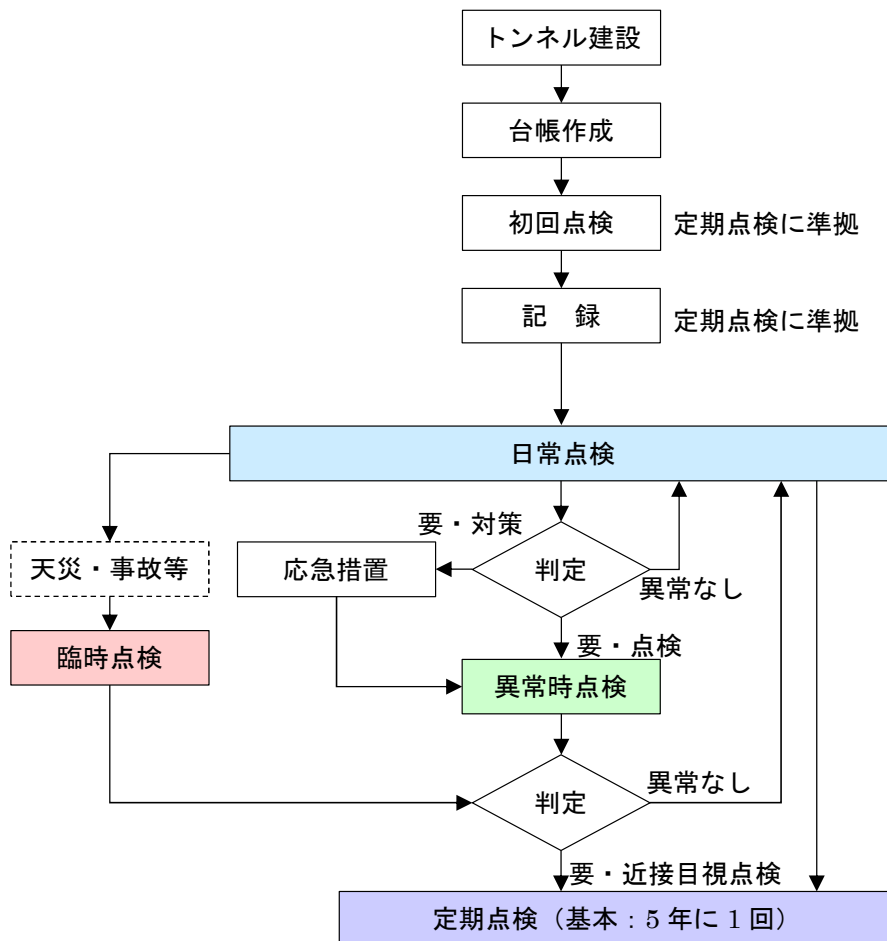 トンネル建設
台帳作成
初回点検
定期点検に準拠
記　録
定期点検に準拠
日常点検
要・対策
天災・事故等
応急措置
判定
異常なし
要・点検
臨時点検
異常時点検
異常なし
判定
要・近接目視点検
定期点検（基本：5 年に 1 回）